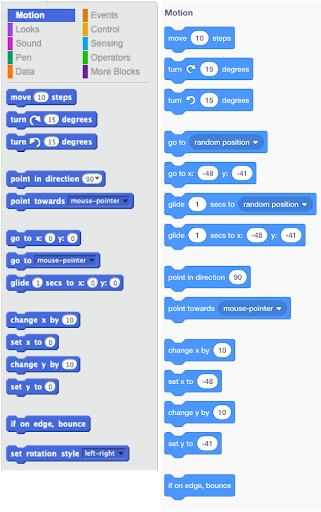 Motion
Looks
Sound
Pen
Data
Events
Control
Sensing
Operators
More Blocks
move 10 steps
turn 15 degrees
turn 15 degrees
point in direction 90
point towards mouse-pointer
go to x: 0 y: 0
go to mouse-pointer
glide 1 secs to x: 0 y: 0
change x by 10
set x to 0
change y by 10
set y to 0
if on edge, bounce
set rotation style left-right
Motion
move 10 steps
turn 15 degrees
turn 15 degrees
go to random position
go to x: -48 y: -41
glide 1 secs to random position
glide 1 secs to x: -48 y: -41
point in direction 90
point towards mouse-pointer
change x by 10
set x to -48
change y by 10
set y to -41
if on edge, bounce